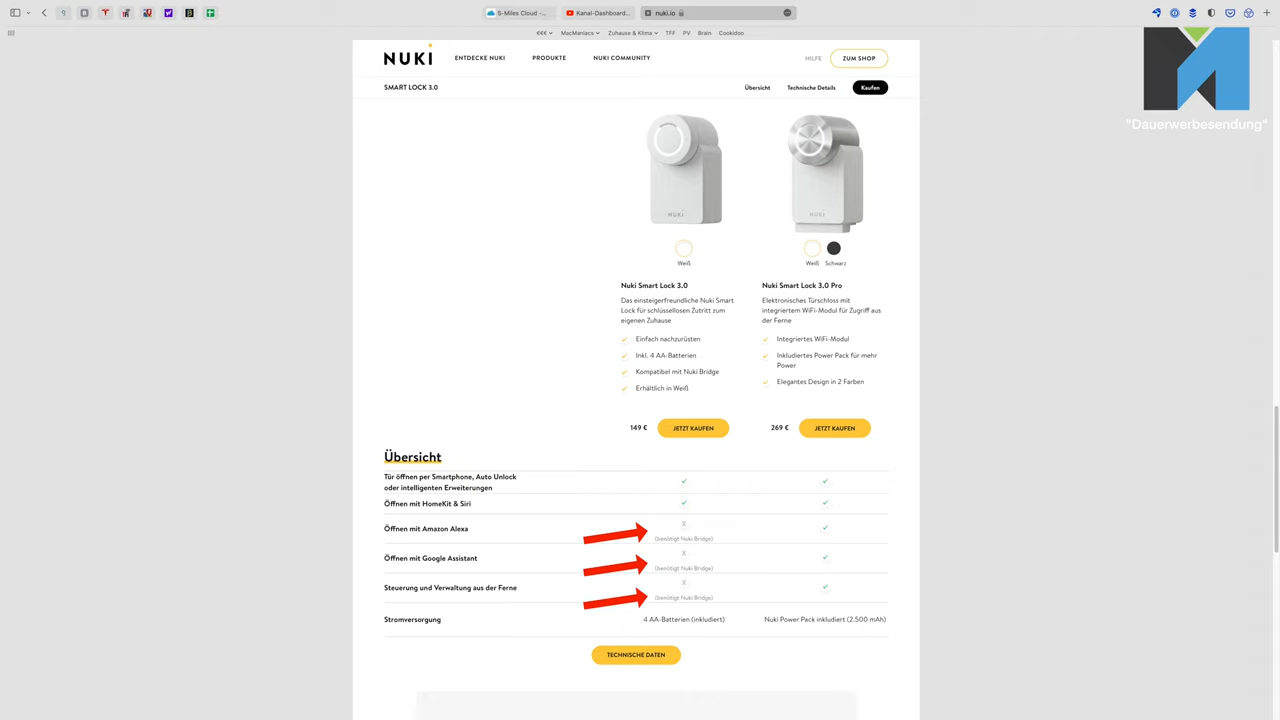 S-Miles Cloud -...
Kanal-Dashboard...
nuki.io
€€€
MacManiacs
Zuhause & Klima
TFF
PV
Brain
Cookidoo
NUKI
ENTDECKE NUKI
PRODUKTE
NUKI COMMUNITY
HILFE
ZUM SHOP
SMART LOCK 3.0
Übersicht
Technische Details
Kaufen
"Dauerwerbesendung"
NUKI
NUKI
Weiß
Weiß
Schwarz
Nuki Smart Lock 3.0
Das einsteigerfreundliche Nuki Smart
Lock für schlüssellosen Zutritt zum
eigenen Zuhause
Einfach nachzurüsten
Inkl. 4 AA-Batterien
Kompatibel mit Nuki Bridge
Erhältlich in Weiß
149 €
JETZT KAUFEN
Nuki Smart Lock 3.0 Pro
Elektronisches Türschloss mit
integriertem WiFi-Modul für Zugriff aus
der Ferne
Integriertes WiFi-Modul
Inkludiertes Power Pack für mehr
Power
Elegantes Design in 2 Farben
269 €
JETZT KAUFEN
Übersicht
Tür öffnen per Smartphone, Auto Unlock
oder intelligenten Erweiterungen
Öffnen mit HomeKit & Siri
Öffnen mit Amazon Alexa
X
(benötigt Nuki Bridge)
Öffnen mit Google Assistant
X
(benötigt Nuki Bridge)
Steuerung und Verwaltung aus der Ferne
X
(benötigt Nuki Bridge)
Stromversorgung
4 AA-Batterien (inkludiert)
Nuki Power Pack inkludiert (2.500 mAh)
TECHNISCHE DATEN